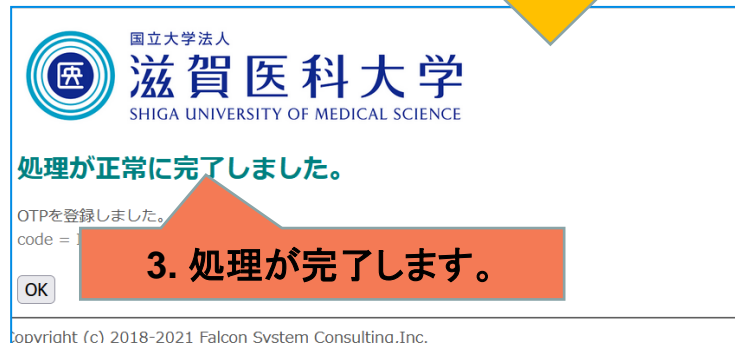 国立大学法人
滋賀医科大学
SHIGA UNIVERSITY OF MEDICAL SCIENCE
処理が正常に完了しました。
OTPを登録しました。
code =
3. 処理が完了します。
OK
Copyright (c) 2018-2021 Falcon System Consulting,Inc.